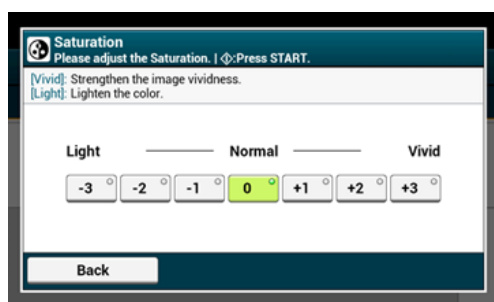 Saturation
Please adjust the Saturation. | :Press START.
[Vivid]: Strengthen the image vividness.
[Light]: Lighten the color.
Light Normal Vivid
-3 -2 -1 0 +1 +2 +3
Back